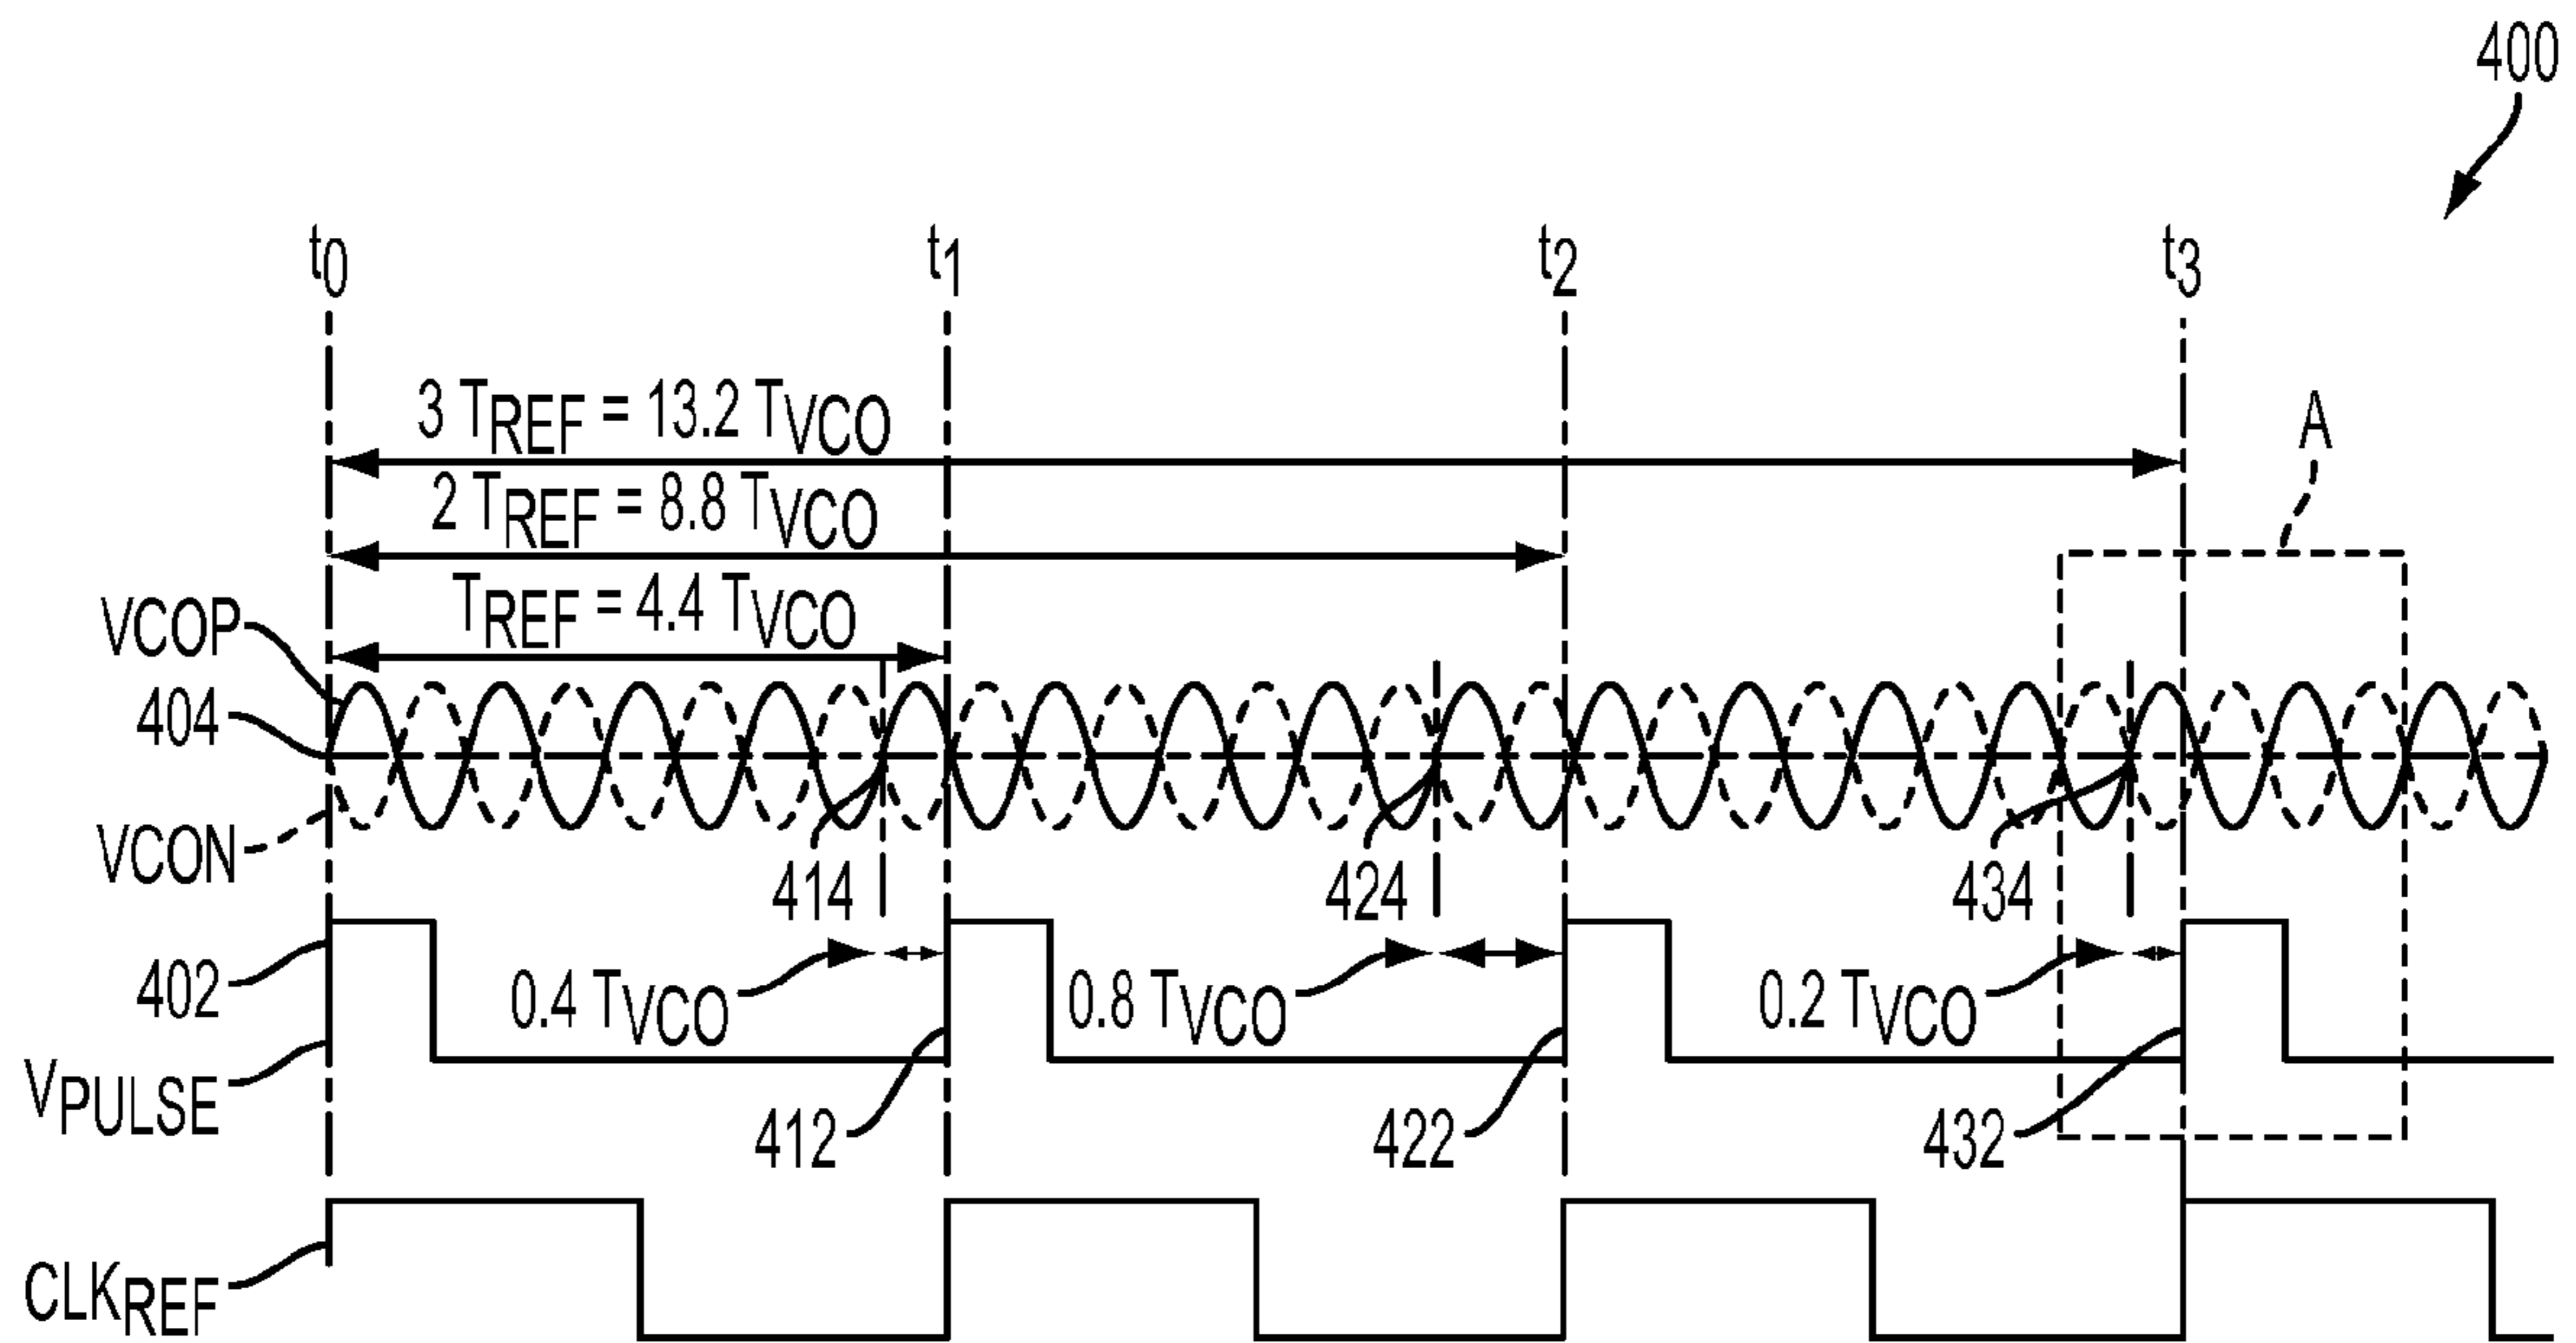 400
t0
t1
t2
t3
3 TREF = 13.2 TVCO
A
2 TREF = 8.8 TVCO
TREF = 4.4 TVCO
VCOP
404
VCON
414
424
434
402
0.4 TVCO
0.8 TVCO
0.2 TVCO
VPULSE
412
422
432
CLKREF